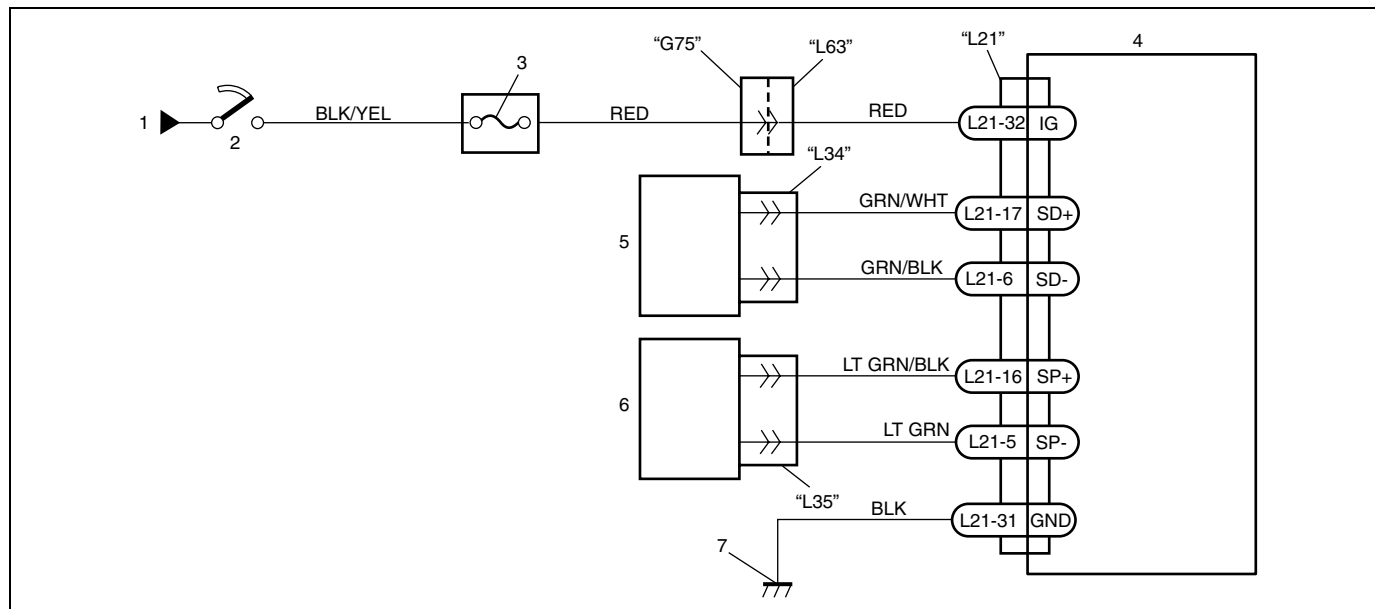 “G75”
“L63”
“L21”
4
3
1
2
BLK/YEL
RED
RED
L21-32
IG
“L34”
5
GRN/WHT
L21-17
SD+
GRN/BLK
L21-6
SD-
6
LT GRN/BLK
L21-16
SP+
LT GRN
L21-5
SP-
“L35”
BLK
L21-31
GND
7